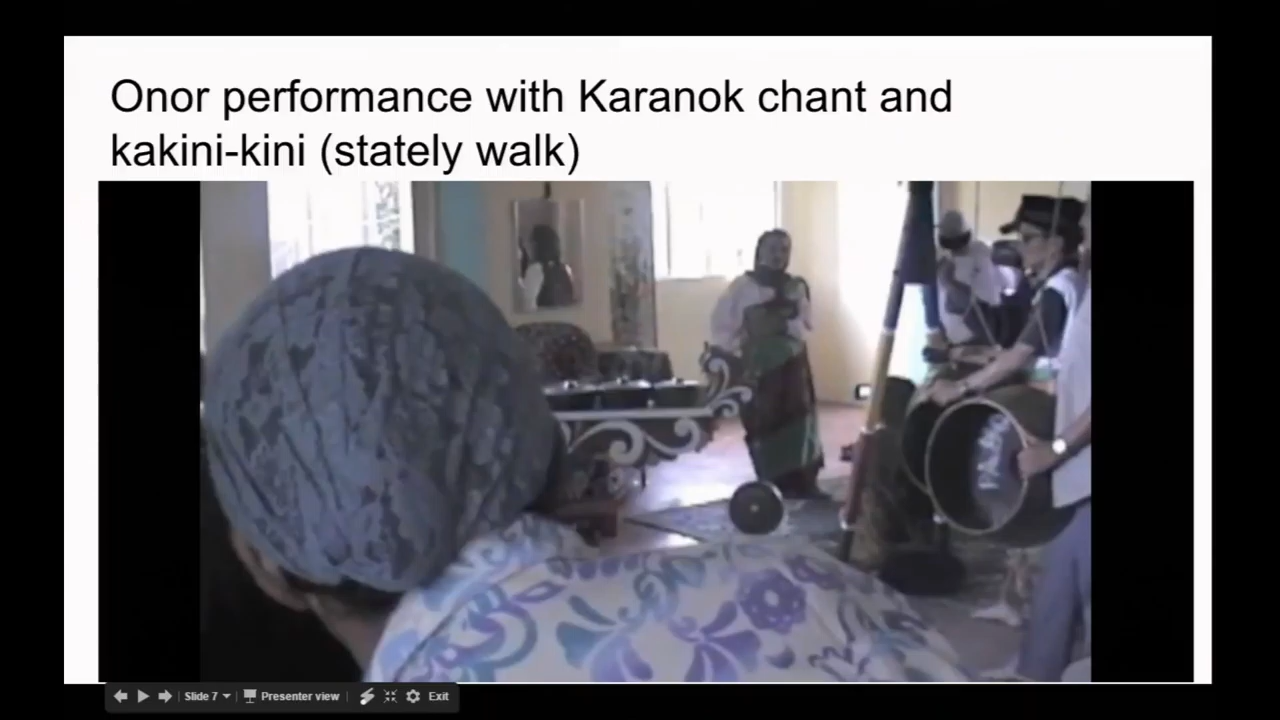 Onor performance with Karanok chant and
kakini-kini (stately walk)
Slide 7
Presenter view
Exit